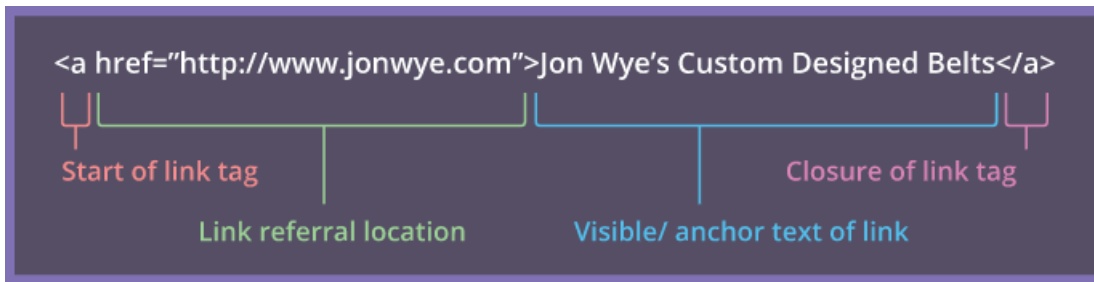 <a href=”http://www.jonwye.com”>Jon Wye’s Custom Designed Belts</a>
Start of link tag
Closure of link tag
Link referral location
Visible/ anchor text of link